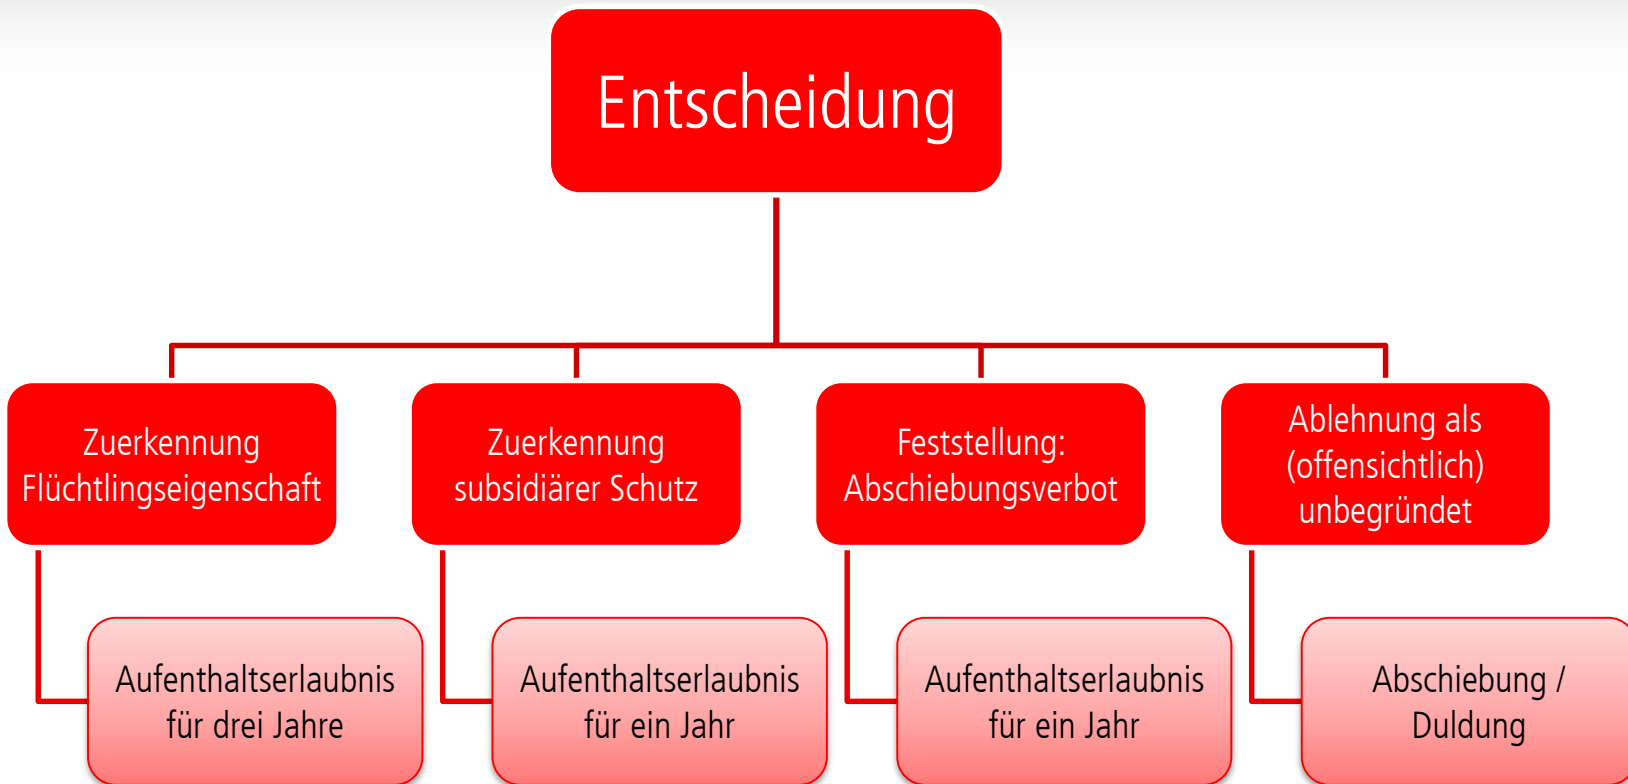 Entscheidung
Zuerkennung
Flüchtlingseigenschaft
Zuerkennung
subsidiärer Schutz
Feststellung:
Abschiebungsverbot
Ablehnung als
(offensichtlich)
unbegründet
Aufenthaltserlaubnis
für drei Jahre
Aufenthaltserlaubnis
für ein Jahr
Aufenthaltserlaubnis
für ein Jahr
Abschiebung /
Duldung